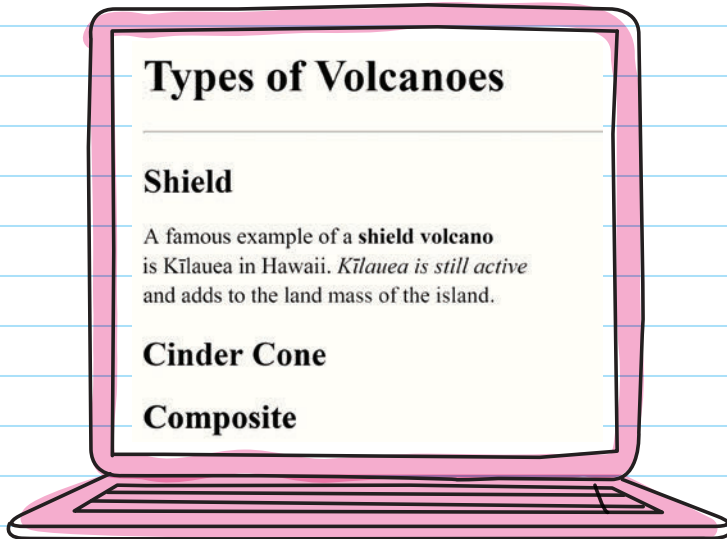 Types of Volcanoes
Shield
A famous example of a shield volcano
is Kīlauea in Hawaii. Kīlauea is still active
and adds to the land mass of the island.
Cinder Cone
Composite